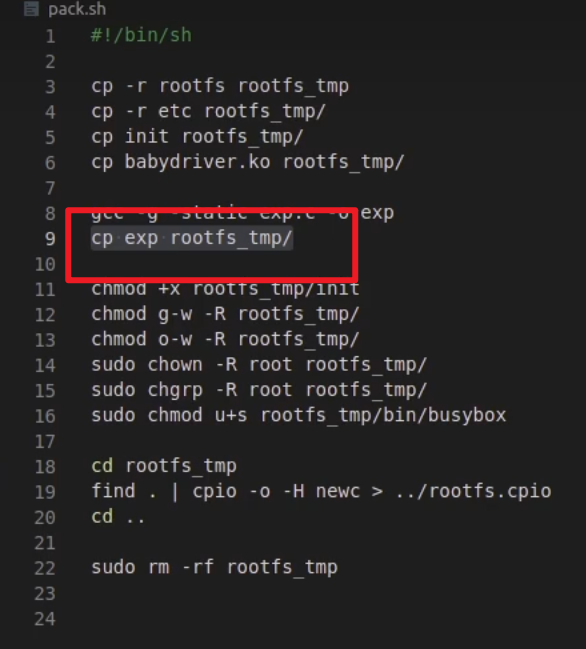 pack.sh
1 #!/bin/sh
2
3 cp -r rootfs rootfs_tmp
4 cp -r etc rootfs_tmp/
5 cp init rootfs_tmp/
6 cp babydriver.ko rootfs_tmp/
7
8 gcc -g -static exp.c -o exp
9 cp exp rootfs_tmp/
10
11 chmod +x rootfs_tmp/init
12 chmod g-w -R rootfs_tmp/
13 chmod o-w -R rootfs_tmp/
14 sudo chown -R root rootfs_tmp/
15 sudo chgrp -R root rootfs_tmp/
16 sudo chmod u+s rootfs_tmp/bin/busybox
17
18 cd rootfs_tmp
19 find . | cpio -o -H newc > ../rootfs.cpio
20 cd ..
21
22 sudo rm -rf rootfs_tmp
23
24